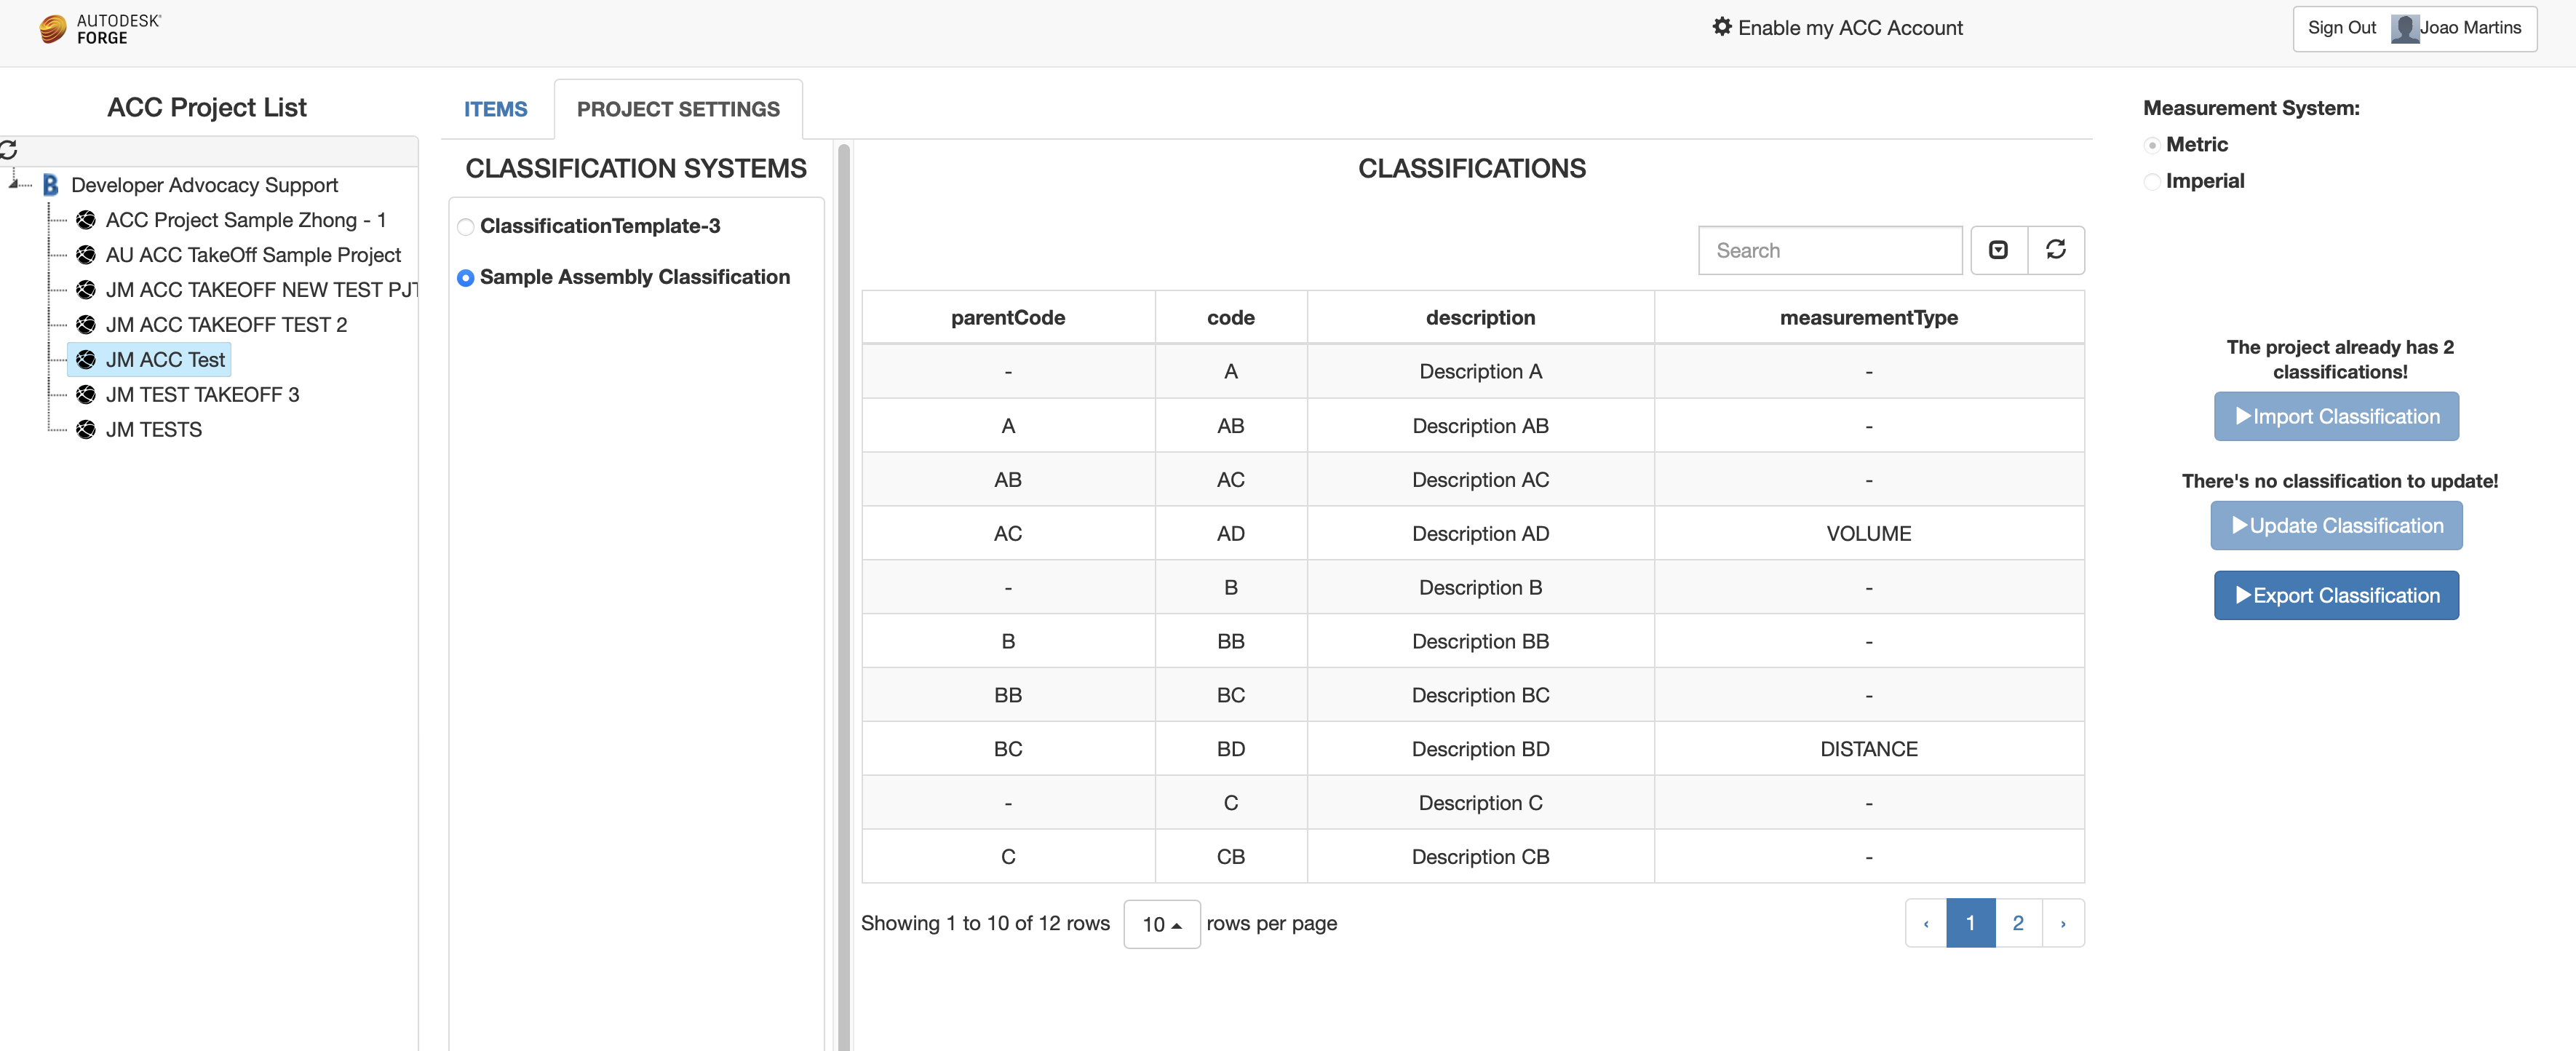 AUTODESK®
FORGE
Enable my ACC Account
Sign Out Joao Martins
ACC Project List
Developer Advocacy Support
ACC Project Sample Zhong - 1
AU ACC TakeOff Sample Project
JM ACC TAKEOFF NEW TEST PJT
JM ACC TAKEOFF TEST 2
JM ACC Test
JM TEST TAKEOFF 3
JM TESTS
ITEMS PROJECT SETTINGS
CLASSIFICATION SYSTEMS
ClassificationTemplate-3
Sample Assembly Classification
CLASSIFICATIONS
Search
parentCode code description measurementType
- A Description A -
A AB Description AB -
AB AC Description AC -
AC AD Description AD VOLUME
- B Description B -
B BB Description BB -
BB BC Description BC -
BC BD Description BD DISTANCE
- C Description C -
C CB Description CB -
Showing 1 to 10 of 12 rows 10 rows per page
‹ 1 2 ›
Measurement System:
Metric
Imperial
The project already has 2
classifications!
Import Classification
There's no classification to update!
Update Classification
Export Classification